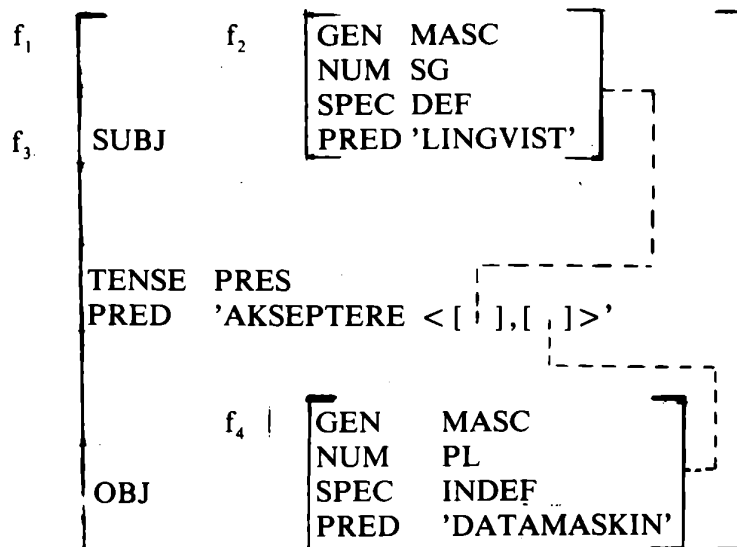 f₁ f₂ GEN MASC
NUM SG
SPEC DEF
f₃ SUBJ PRED 'LINGVIST'
TENSE PRES
PRED 'AKSEPTERE <[ ],[ ]>'
f₄ GEN MASC
NUM PL
OBJ SPEC INDEF
PRED 'DATAMASKIN'